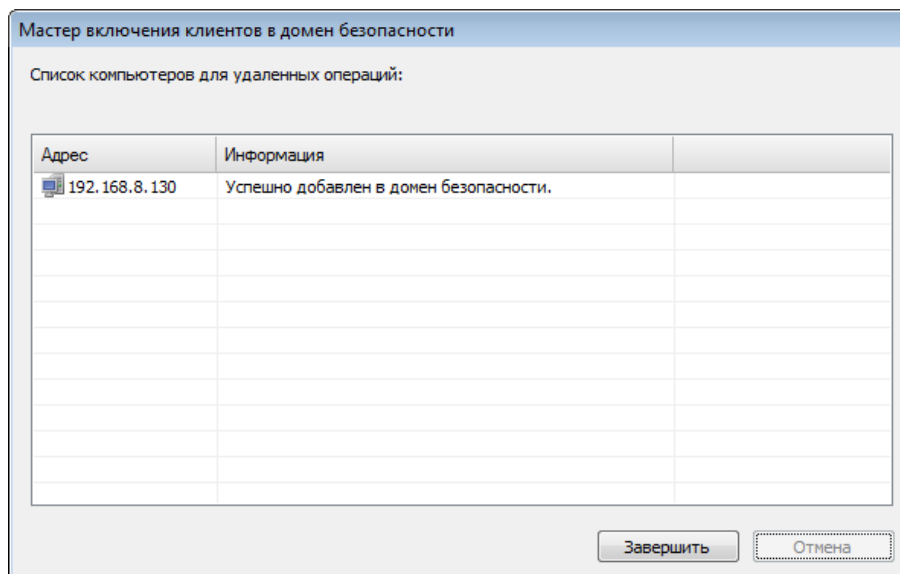 Мастер включения клиентов в домен безопасности
Список компьютеров для удаленных операций:
Адрес Информация
192.168.8.130 Успешно добавлен в домен безопасности.
Завершить Отмена